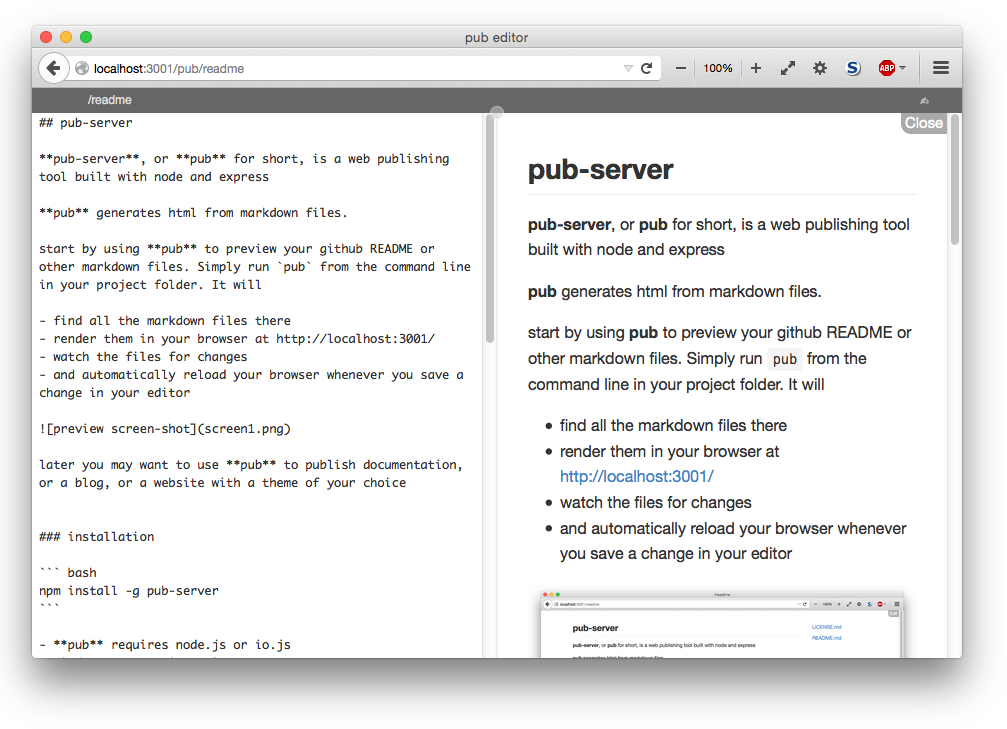 pub editor
localhost:3001/pub/readme
100%
S
ABP
/readme
Close
## pub-server
**pub-server**, or **pub** for short, is a web publishing
tool built with node and express
**pub** generates html from markdown files.
start by using **pub** to preview your github README or
other markdown files. Simply run `pub` from the command line
in your project folder. It will
- find all the markdown files there
- render them in your browser at http://localhost:3001/
- watch the files for changes
- and automatically reload your browser whenever you save a
change in your editor
![preview screen-shot](screen1.png)
later you may want to use **pub** to publish documentation,
or a blog, or a website with a theme of your choice
### installation
``` bash
npm install -g pub-server
```
- **pub** requires node.js or io.js
pub-server
pub-server, or pub for short, is a web publishing tool
built with node and express
pub generates html from markdown files.
start by using pub to preview your github README or
other markdown files. Simply run pub from the
command line in your project folder. It will
• find all the markdown files there
• render them in your browser at
http://localhost:3001/
• watch the files for changes
• and automatically reload your browser whenever
you save a change in your editor
/readme
localhost:3001/readme
100%
Edit
pub-server
LICENSE.md
README.md
pub-server, or pub for short, is a web publishing tool built with node and express